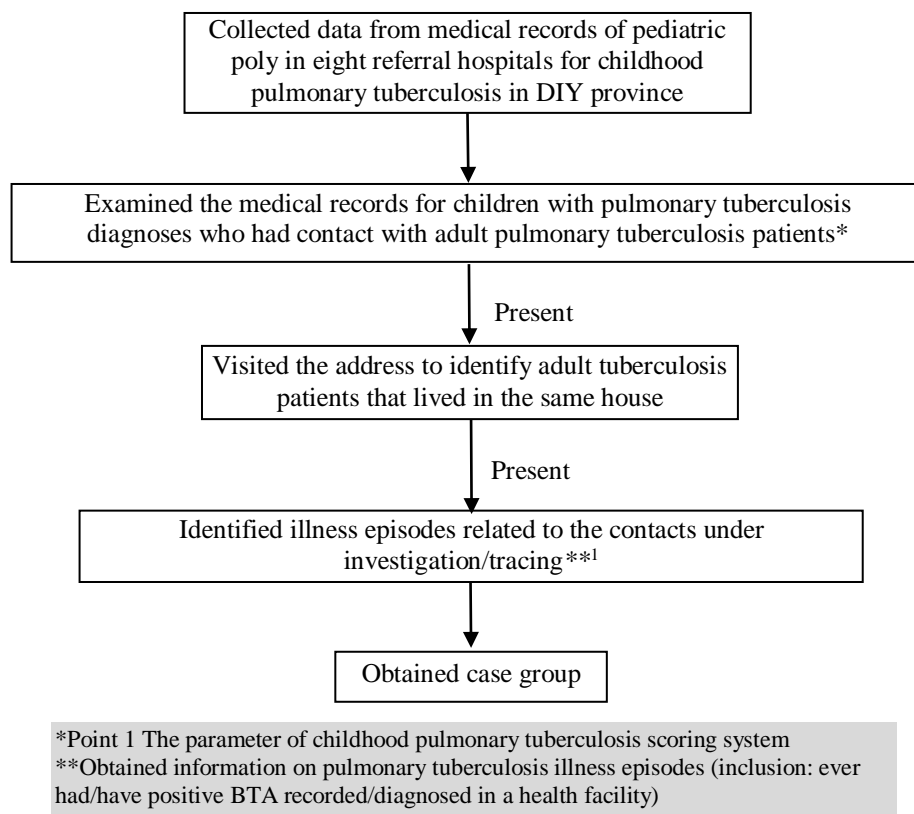 Collected data from medical records of pediatric
poly in eight referral hospitals for childhood
pulmonary tuberculosis in DIY province
Examined the medical records for children with pulmonary tuberculosis
diagnoses who had contact with adult pulmonary tuberculosis patients*
Present
Visited the address to identify adult tuberculosis
patients that lived in the same house
Present
Identified illness episodes related to the contacts under
investigation/tracing**¹
Obtained case group
*Point 1 The parameter of childhood pulmonary tuberculosis scoring system
**Obtained information on pulmonary tuberculosis illness episodes (inclusion: ever
had/have positive BTA recorded/diagnosed in a health facility)